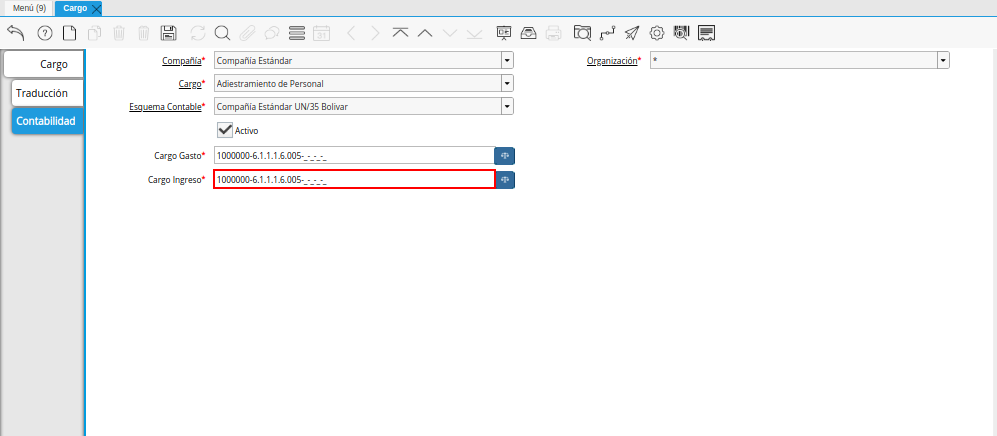 Menú (9) Cargo
Cargo
Traducción
Contabilidad
Compañía* Compañía Estándar Organización* *
Cargo* Adiestramiento de Personal
Esquema Contable* Compañía Estándar UN/35 Bolivar
Activo
Cargo Gasto* 1000000-6.1.1.1.6.005-_-_-_-_
Cargo Ingreso* 1000000-6.1.1.1.6.005-_-_-_-_